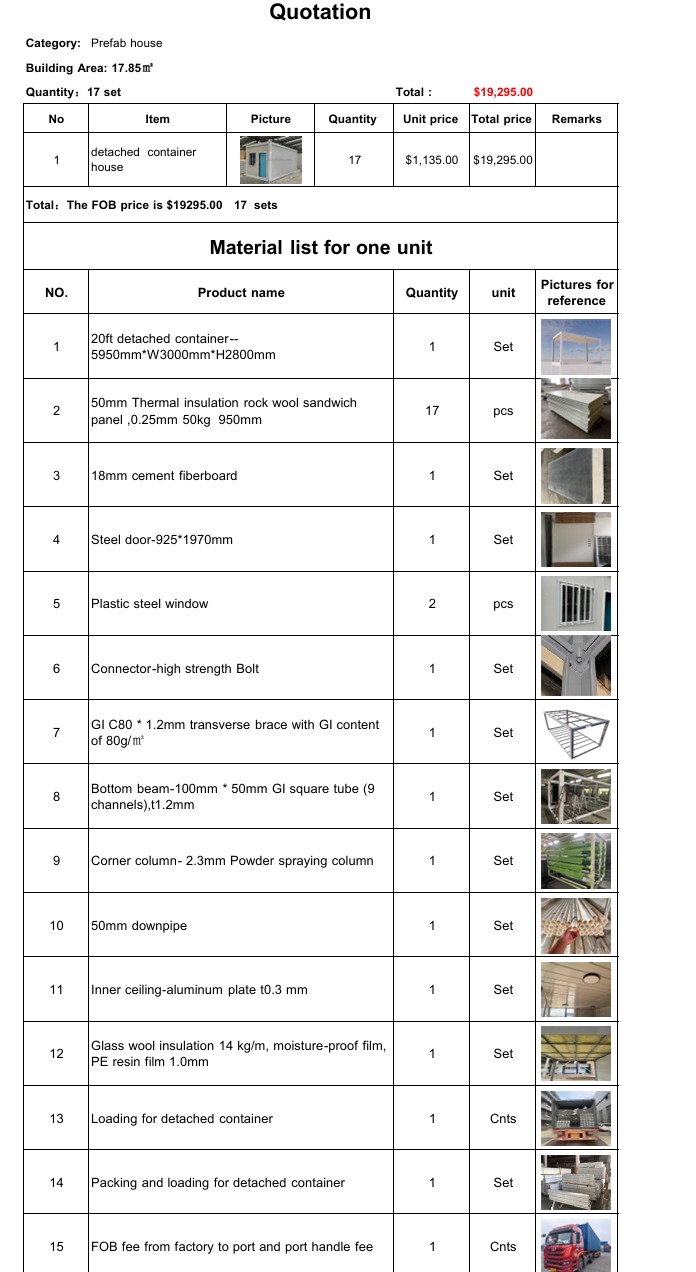 Quotation
Category: Prefab house
Building Area: 17.85㎡
Quantity：17 set Total : $19,295.00
No Item Picture Quantity Unit price Total price Remarks
1 detached container house 17 $1,135.00 $19,295.00
Total：The FOB price is $19295.00 17 sets
Material list for one unit
NO. Product name Quantity unit Pictures for reference
1 20ft detached container--
5950mm*W3000mm*H2800mm 1 Set
2 50mm Thermal insulation rock wool sandwich
panel ,0.25mm 50kg 950mm 17 pcs
3 18mm cement fiberboard 1 Set
4 Steel door-925*1970mm 1 Set
5 Plastic steel window 2 pcs
6 Connector-high strength Bolt 1 Set
7 GI C80 * 1.2mm transverse brace with GI content
of 80g/㎡ 1 Set
8 Bottom beam-100mm * 50mm GI square tube (9
channels),t1.2mm 1 Set
9 Corner column- 2.3mm Powder spraying column 1 Set
10 50mm downpipe 1 Set
11 Inner ceiling-aluminum plate t0.3 mm 1 Set
12 Glass wool insulation 14 kg/m, moisture-proof film,
PE resin film 1.0mm 1 Set
13 Loading for detached container 1 Cnts
14 Packing and loading for detached container 1 Set
15 FOB fee from factory to port and port handle fee 1 Cnts